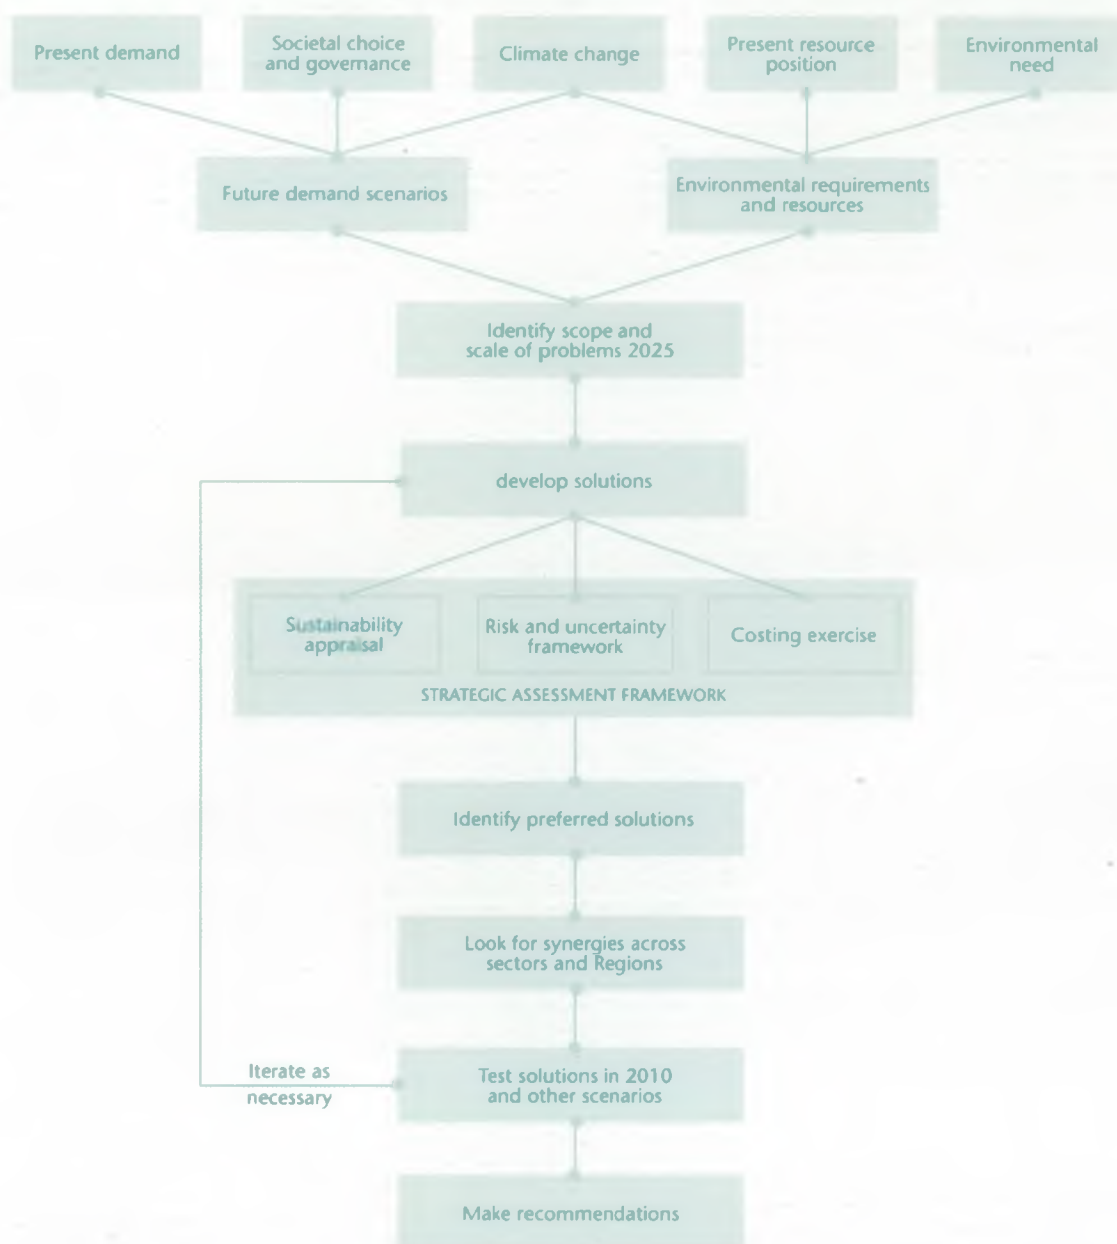 Present demand
Societal choice
and governance
Climate change
Present resource
position
Environmental
need
Future demand scenarios
Environmental requirements
and resources
Identify scope and
scale of problems 2025
develop solutions
Sustainability
appraisal
Risk and uncertainty
framework
Costing exercise
STRATEGIC ASSESSMENT FRAMEWORK
Identify preferred solutions
Look for synergies across
sectors and Regions
Iterate as
necessary
Test solutions in 2010
and other scenarios
Make recommendations